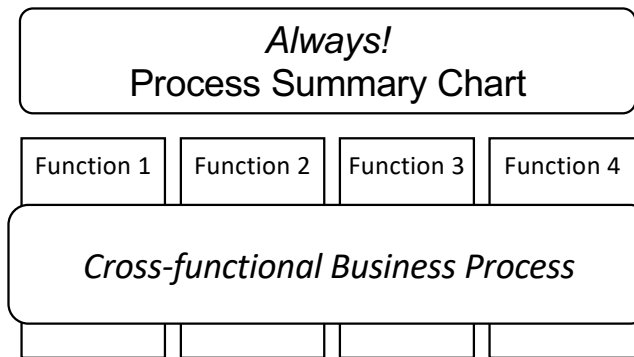 Always!
Process Summary Chart
Function 1 Function 2 Function 3 Function 4
Cross-functional Business Process